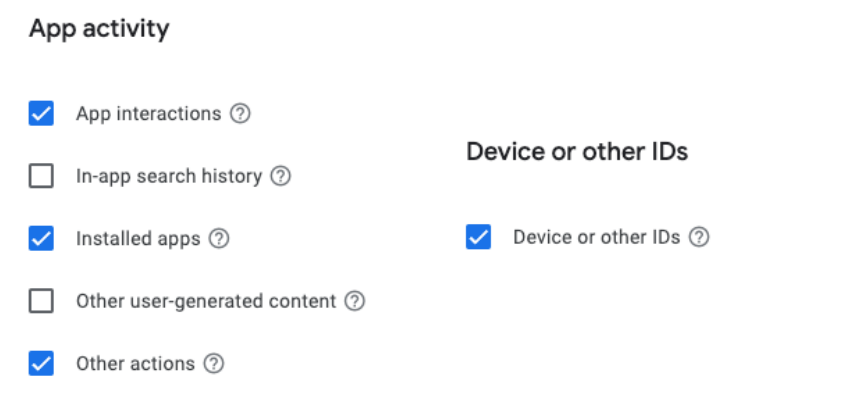 App activity
App interactions
In-app search history
Installed apps
Other user-generated content
Other actions
Device or other IDs
Device or other IDs